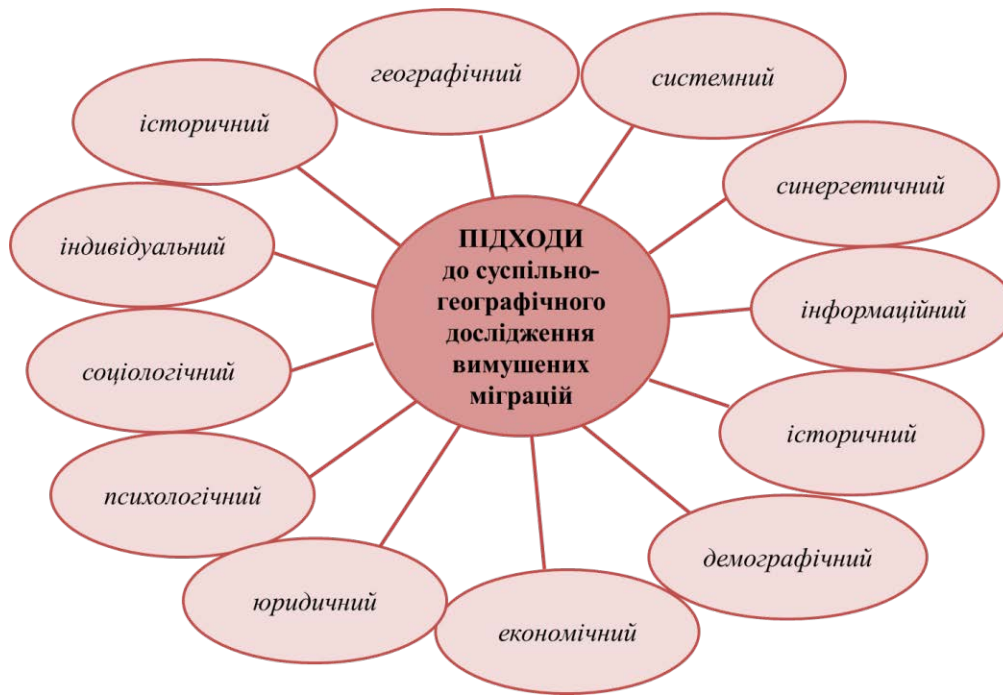 ПІДХОДИ
до суспільно-
географічного
дослідження
вимушених
міграцій
географічний
системний
синергетичний
інформаційний
історичний
демографічний
економічний
юридичний
психологічний
соціологічний
індивідуальний
історичний